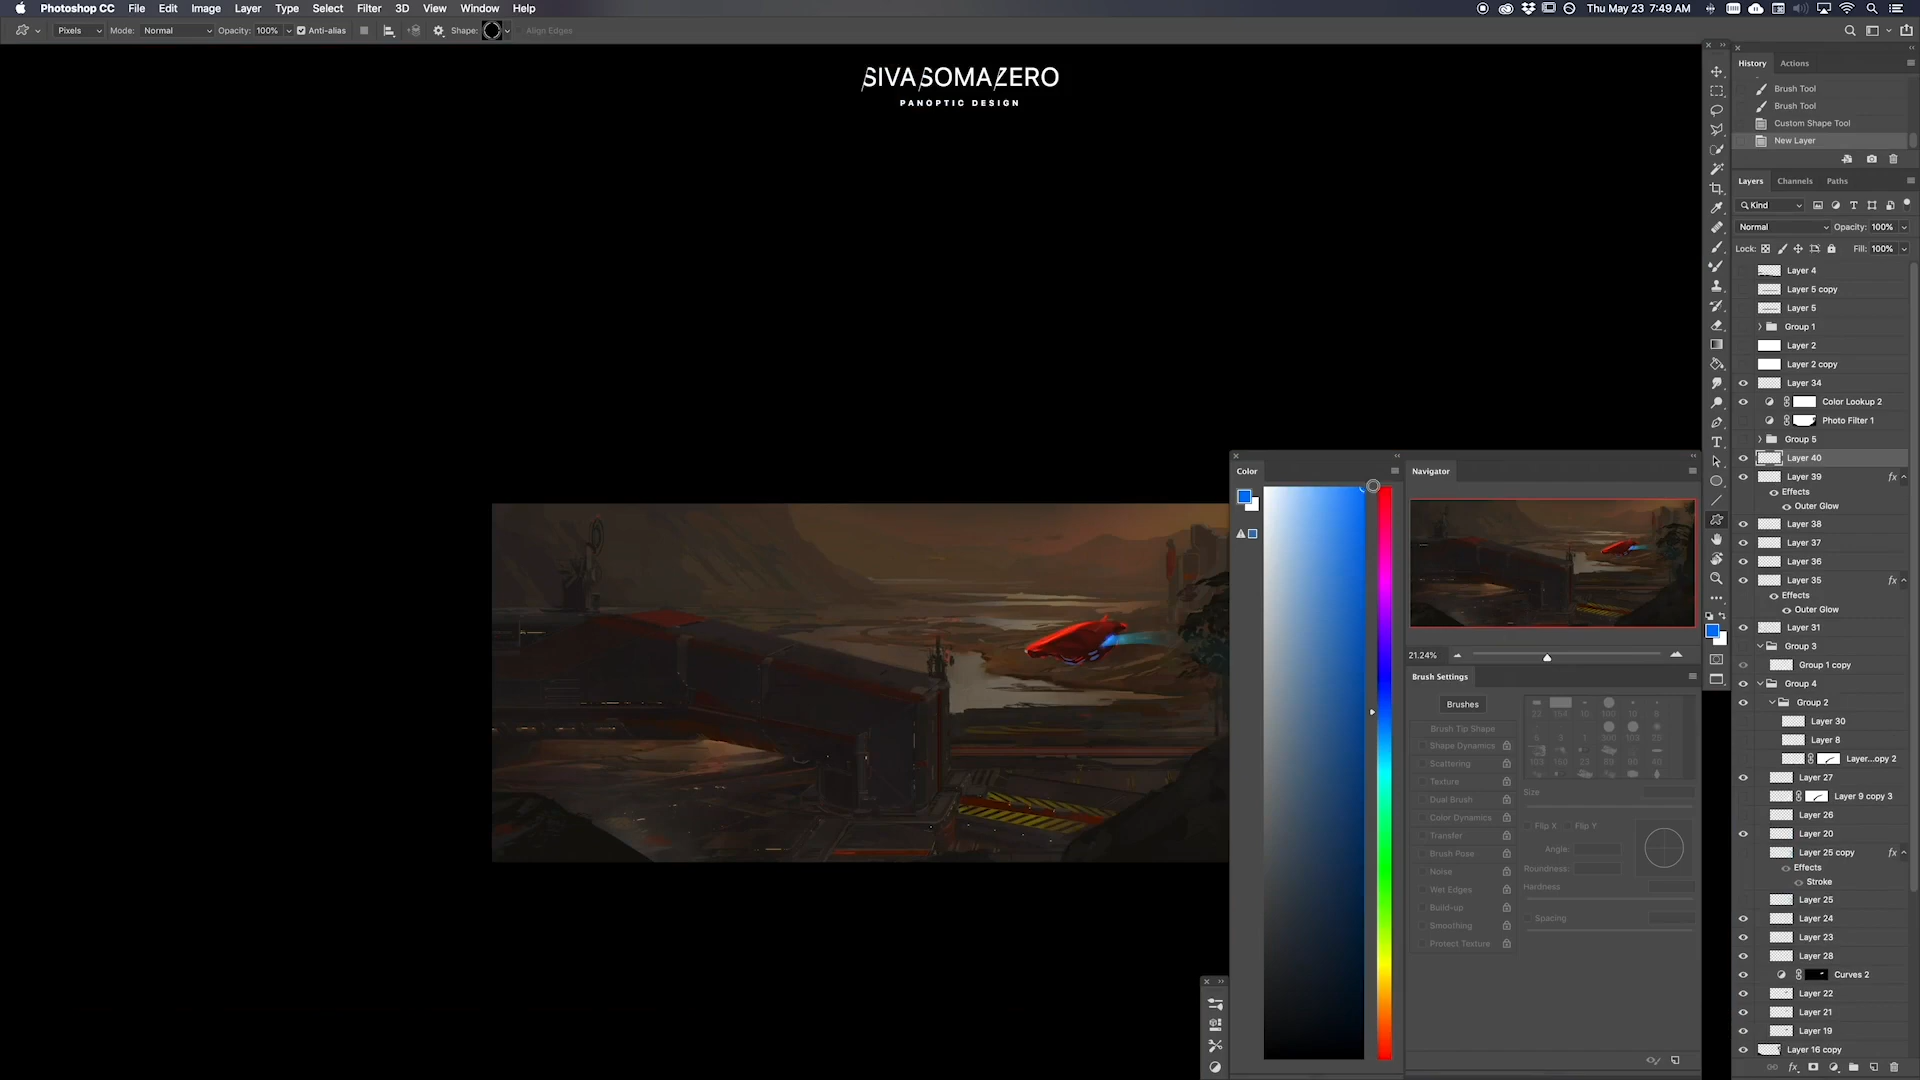 Photoshop CC File Edit Image Layer Type Select Filter 3D View Window Help Thu May 23 7:49 AM
Pixels Mode: Normal Opacity: 100% Anti-alias Shape: Align Edges
SIVA SOMAZERO
PANOPTIC DESIGN
History Actions
Brush Tool
Brush Tool
Custom Shape Tool
New Layer
Layers Channels Paths
Kind
Normal Opacity: 100%
Lock: Fill: 100%
Layer 4
Layer 5 copy
Layer 5
Group 1
Layer 2
Layer 2 copy
Layer 34
Color Lookup 2
Photo Filter 1
Group 5
Layer 40
Layer 39 fx
Effects
Outer Glow
Layer 38
Layer 37
Layer 36
Layer 35 fx
Effects
Outer Glow
Layer 31
Group 3
Group 1 copy
Group 4
Group 2
Layer 30
Layer 8
Layer...opy 2
Layer 27
Layer 9 copy 3
Layer 26
Layer 20
Layer 25 copy fx
Effects
Stroke
Layer 25
Layer 24
Layer 23
Layer 28
Curves 2
Layer 22
Layer 21
Layer 19
Layer 16 copy
fx
Color
Navigator
21.24%
Brush Settings
Brushes
Brush Tip Shape
Shape Dynamics
Scattering
Texture
Dual Brush
Color Dynamics
Transfer
Brush Pose
Noise
Wet Edges
Build-up
Smoothing
Protect Texture
Size
Flip X Flip Y
Angle:
Roundness:
Hardness
Spacing